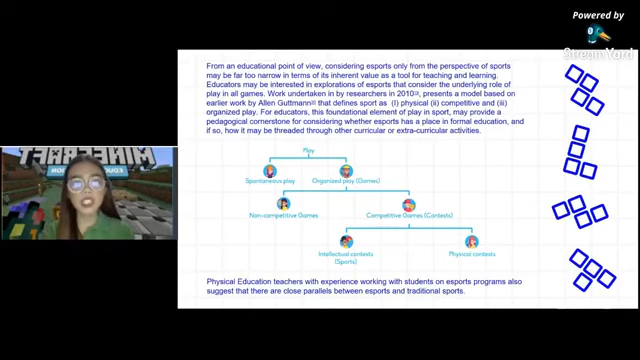 Powered by
StreamYard
From an educational point of view, considering esports only from the perspective of sports
may be far too narrow in terms of its inherent value as a tool for teaching and learning.
Educators may be interested in explorations of esports that consider the underlying role of
play in all games. Work undertaken in by researchers in 2010, presents a model based on
earlier work by Allen Guttmann that defines sport as (I) physical (ii) competitive and (iii)
organized play. For educators, this foundational element of play in sport, may provide a
pedagogical cornerstone for considering whether esports has a place in formal education, and
if so, how it may be threaded through other curricular or extra-curricular activities.
MINECRAFT
Play
Spontaneous play
Organized play (Games)
Non-competitive Games
Competitive Games (Contests)
Intellectual contests
(Sports)
Physical contests
Physical Education teachers with experience working with students on esports programs also
suggest that there are close parallels between esports and traditional sports.